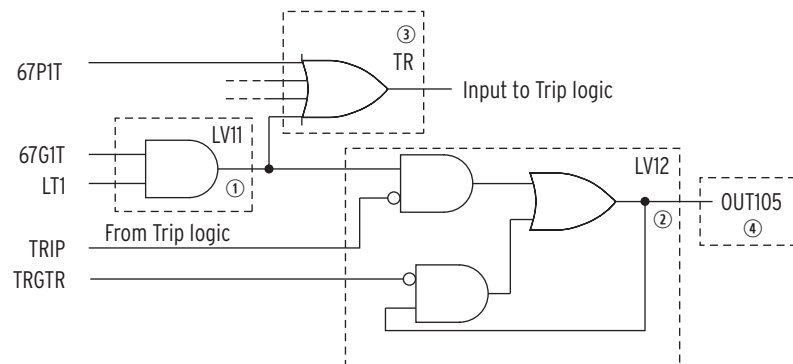 ③
TR
67P1T
Input to Trip logic
LV11
67G1T
LT1
①
LV12
OUT105
②
④
From Trip logic
TRIP
TRGTR